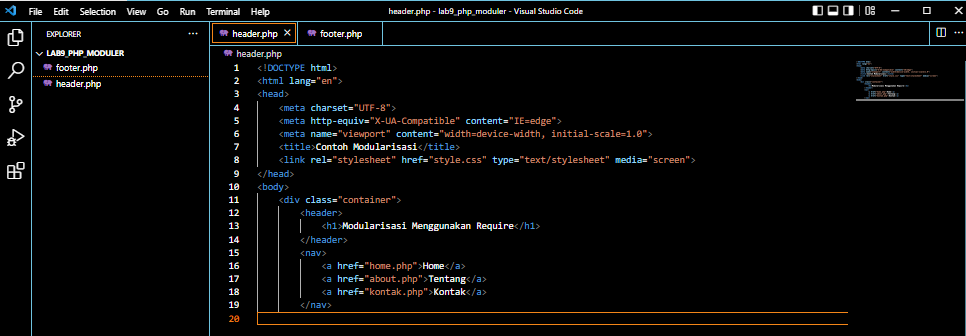 File Edit Selection View Go Run Terminal Help
header.php - lab9_php_moduler - Visual Studio Code
EXPLORER
LAB9_PHP_MODULER
footer.php
header.php
header.php
footer.php
header.php
1 <!DOCTYPE html>
2 <html lang="en">
3 <head>
4 <meta charset="UTF-8">
5 <meta http-equiv="X-UA-Compatible" content="IE=edge">
6 <meta name="viewport" content="width=device-width, initial-scale=1.0">
7 <title>Contoh Modularisasi</title>
8 <link rel="stylesheet" href="style.css" type="text/stylesheet" media="screen">
9 </head>
10 <body>
11 <div class="container">
12 <header>
13 <h1>Modularisasi Menggunakan Require</h1>
14 </header>
15 <nav>
16 <a href="home.php">Home</a>
17 <a href="about.php">Tentang</a>
18 <a href="kontak.php">Kontak</a>
19 </nav>
20